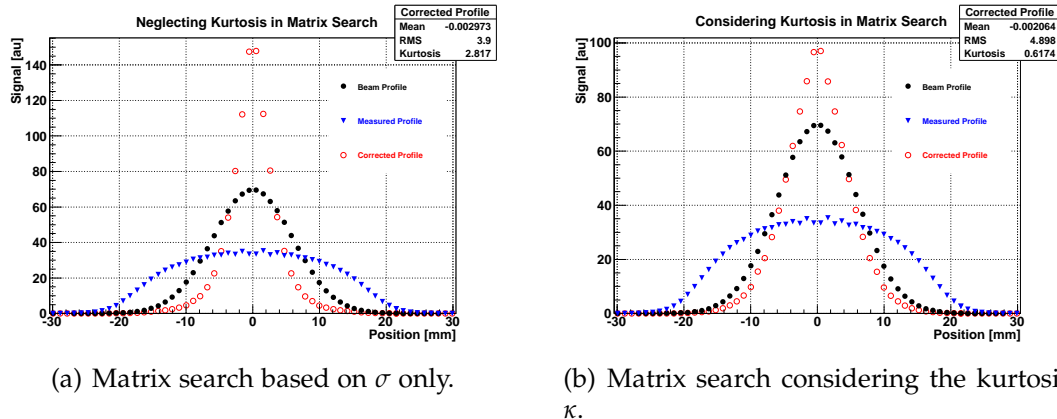 Neglecting Kurtosis in Matrix Search
Corrected Profile
Mean -0.002973
RMS 3.9
Kurtosis 2.817
Signal [au]
140
120
100
80
60
40
20
0
Beam Profile
Measured Profile
Corrected Profile
-30 -20 -10 0 10 20 30
Position [mm]
(a) Matrix search based on σ only.
Considering Kurtosis in Matrix Search
Corrected Profile
Mean -0.002064
RMS 4.898
Kurtosis 0.6174
Signal [au]
100
80
60
40
20
0
Beam Profile
Measured Profile
Corrected Profile
-30 -20 -10 0 10 20 30
Position [mm]
(b) Matrix search considering the kurtosi
κ.